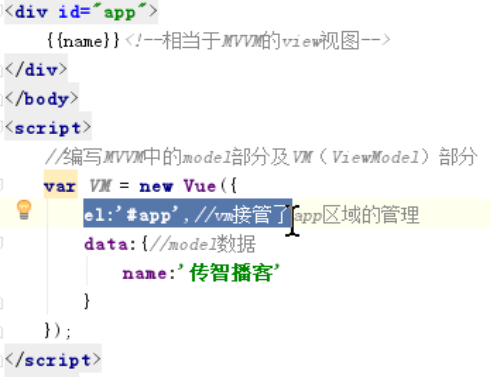 <div id="app">
{{name}}<!--相当于MVVM的view视图-->
</div>
</body>
<script>
//编写MVVM中的model部分及VM（ViewModel）部分
var VM = new Vue({
el:'#app',//vm接管了app区域的管理
data:{//model数据
name:'传智播客'
}
});
</script>